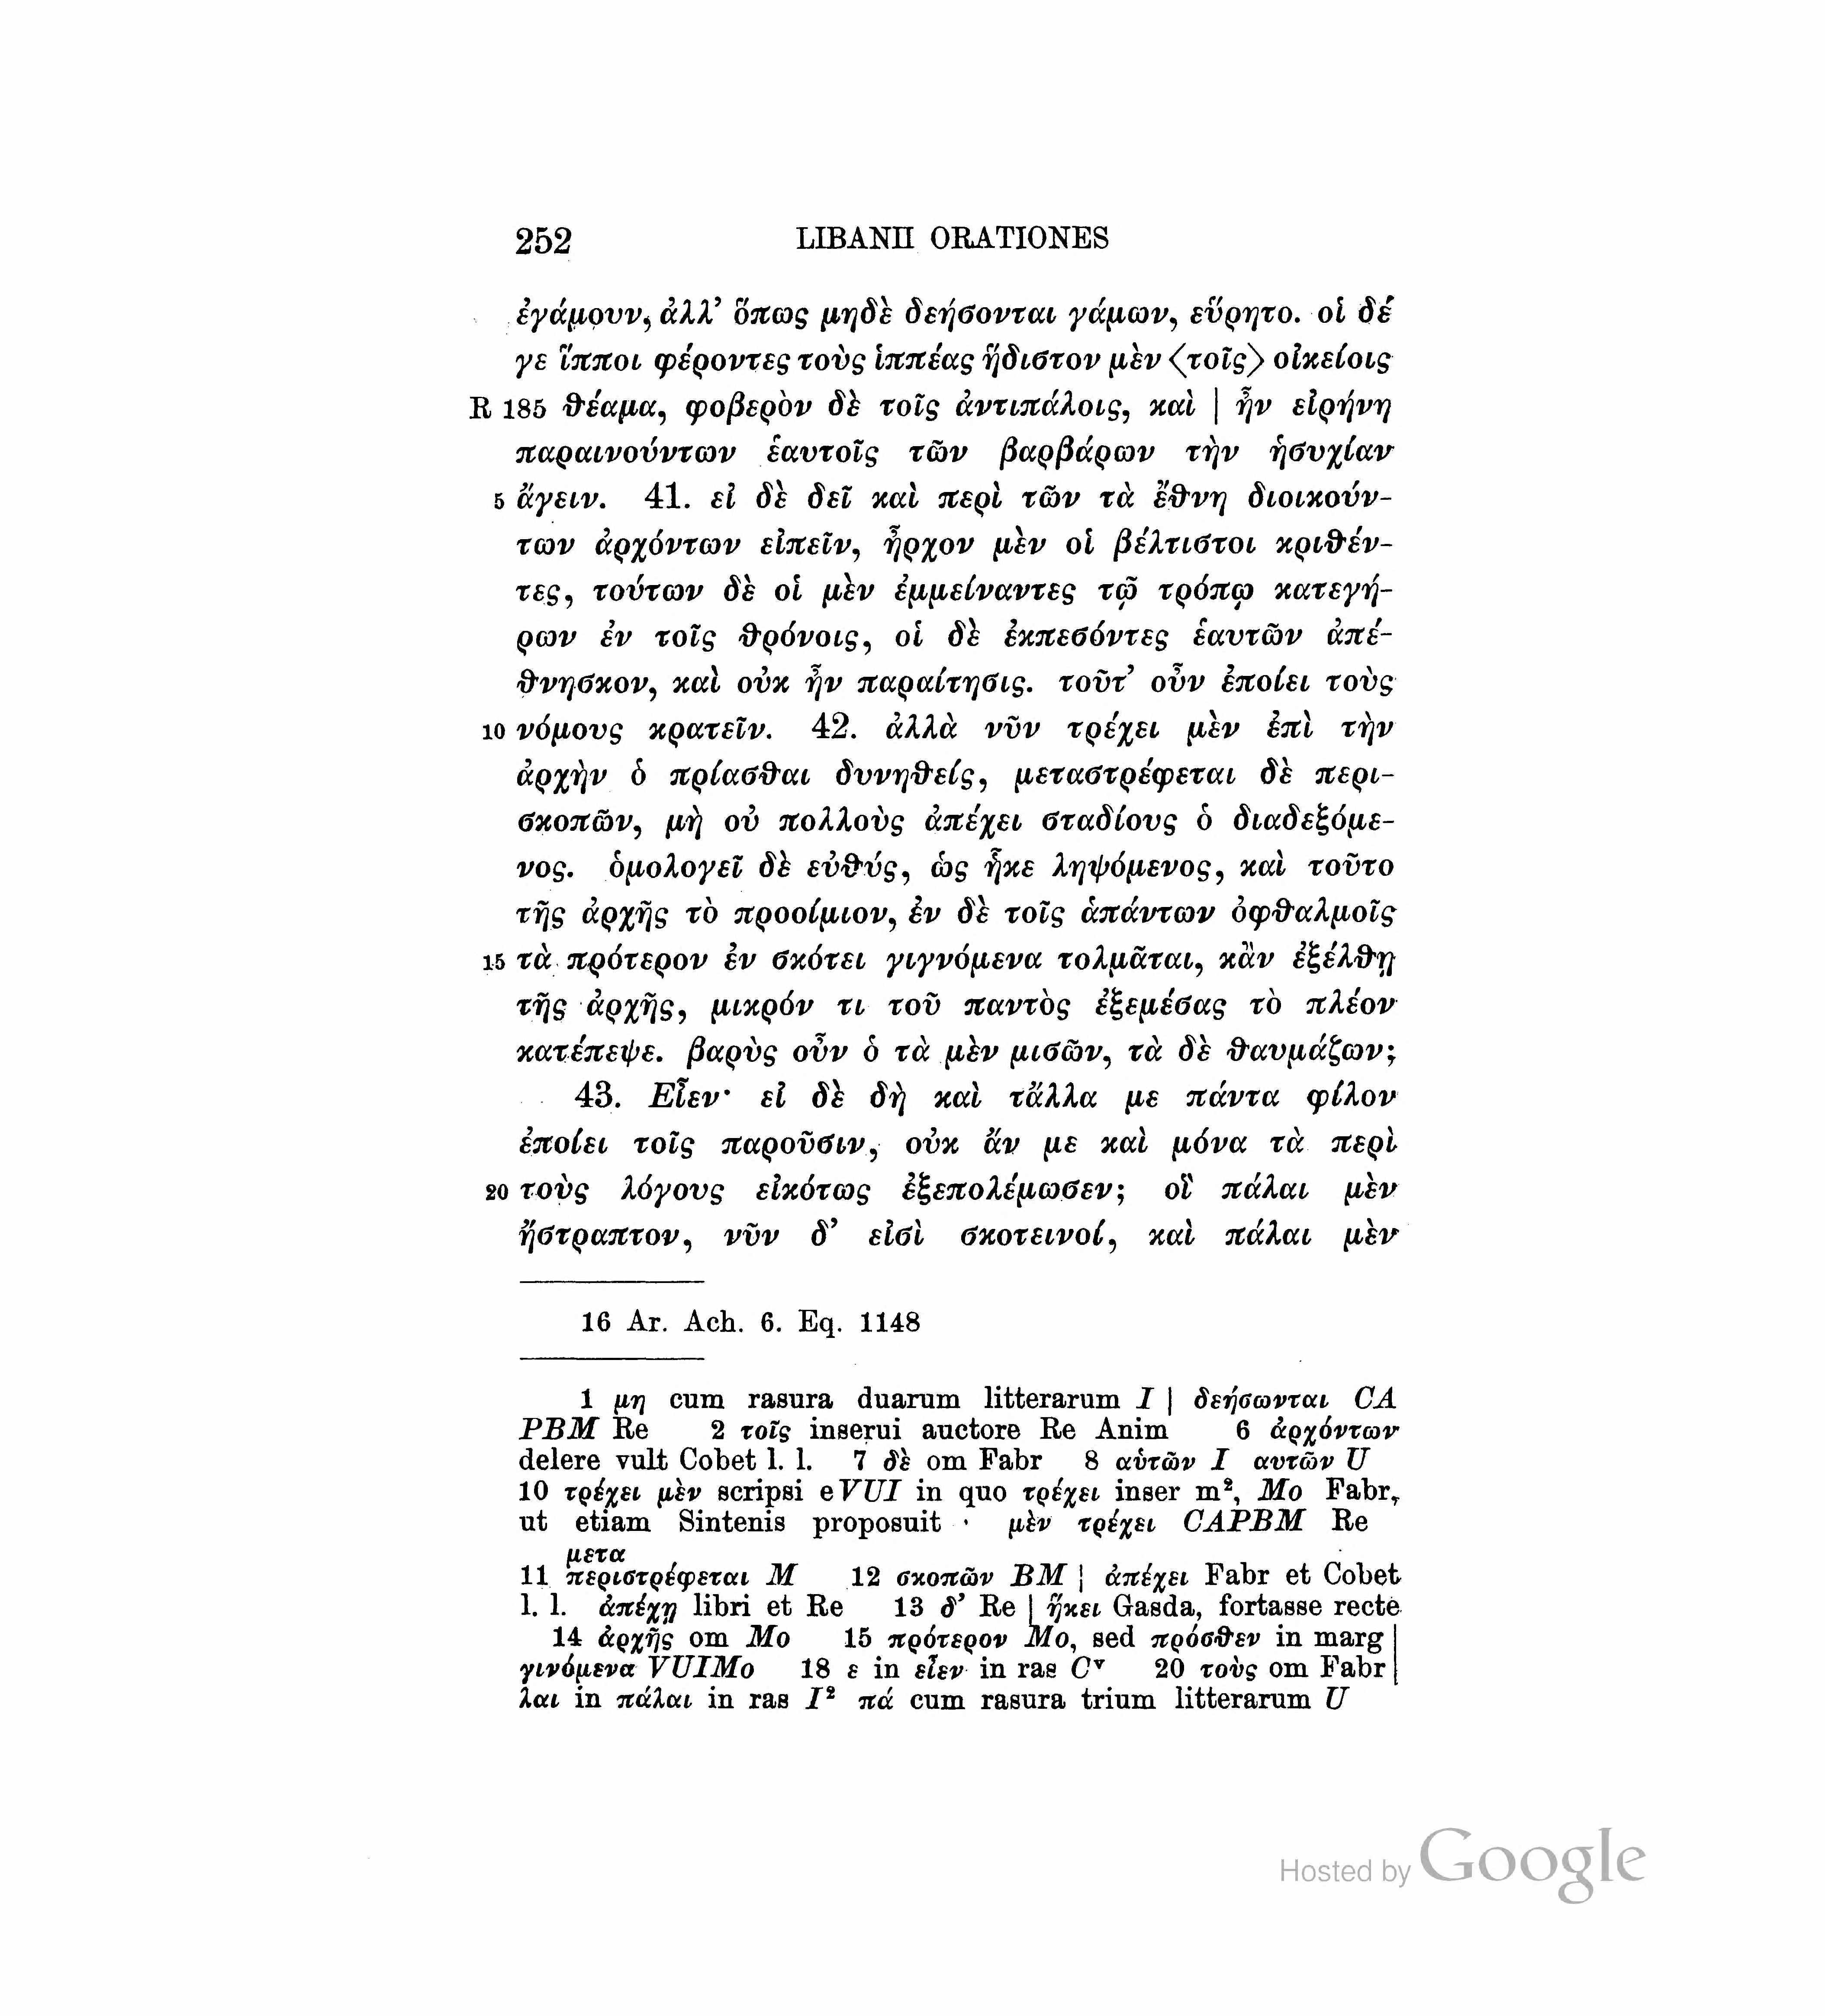 252 LIBANII ORATIONES
ἐγάμουν, ἀλλ’ ὅπως μηδὲ δεήσονται γάμων, εὕρητο. οἱ δέ
γε ἵπποι φέροντες τοὺς ἱππέας ἥδιστον μὲν ⟨τοῖς⟩ οἰκείοις
R 185 θέαμα, φοβερὸν δὲ τοῖς ἀντιπάλοις, καὶ | ἦν εἰρήνη
παραινούντων ἑαυτοῖς τῶν βαρβάρων τὴν ἡσυχίαν
5 ἄγειν. 41. εἰ δὲ δεῖ καὶ περὶ τῶν τὰ ἔθνη διοικούν-
των ἀρχόντων εἰπεῖν, ἦρχον μὲν οἱ βέλτιστοι κριθέν-
τες, τούτων δὲ οἱ μὲν ἐμμείναντες τῷ τρόπῳ κατεγή-
ρων ἐν τοῖς θρόνοις, οἱ δὲ ἐκπεσόντες ἑαυτῶν ἀπέ-
θνησκον, καὶ οὐκ ἦν παραίτησις. τοῦτ’ οὖν ἐποίει τοὺς
10 νόμους κρατεῖν. 42. ἀλλὰ νῦν τρέχει μὲν ἐπὶ τὴν
ἀρχὴν ὁ πρίασθαι δυνηθείς, μεταστρέφεται δὲ περι-
σκοπῶν, μὴ οὐ πολλοὺς ἀπέχει σταδίους ὁ διαδεξόμε-
νος. ὁμολογεῖ δὲ εὐθύς, ὡς ἧκε ληψόμενος, καὶ τοῦτο
τῆς ἀρχῆς τὸ προοίμιον, ἐν δὲ τοῖς ἁπάντων ὀφθαλμοῖς
15 τὰ πρότερον ἐν σκότει γιγνόμενα τολμᾶται, κἂν ἐξέλθῃ
τῆς ἀρχῆς, μικρόν τι τοῦ παντὸς ἐξεμέσας τὸ πλέον
κατέπεψε. βαρὺς οὖν ὁ τὰ μὲν μισῶν, τὰ δὲ θαυμάζων;
43. Εἶεν· εἰ δὲ δὴ καὶ τἄλλα με πάντα φίλον
ἐποίει τοῖς παροῦσιν, οὐκ ἄν με καὶ μόνα τὰ περὶ
20 τοὺς λόγους εἰκότως ἐξεπολέμωσεν; οἳ πάλαι μὲν
ἤστραπτον, νῦν δ’ εἰσὶ σκοτεινοί, καὶ πάλαι μὲν
16 Ar. Ach. 6. Eq. 1148
1 μη cum rasura duarum litterarum I | δεήσωνται CA
PBM Re 2 τοῖς inserui auctore Re Anim 6 ἀρχόντων
delere vult Cobet l. l. 7 δὲ om Fabr 8 αὑτῶν I αυτῶν U
10 τρέχει μὲν scripsi e VUI in quo τρέχει inser m², Mo Fabr,
ut etiam Sintenis proposuit · μὲν τρέχει CAPBM Re
μετα
11 περιστρέφεται M 12 σκοπῶν BM | ἀπέχει Fabr et Cobet
l. l. ἀπέχῃ libri et Re 13 δ’ Re | ἥκει Gasda, fortasse recte
14 ἀρχῆς om Mo 15 πρότερον Mo, sed πρόσθεν in marg |
γινόμενα VUIMo 18 ε in εἶεν in ras Cᵛ 20 τοὺς om Fabr |
λαι in πάλαι in ras I² πά cum rasura trium litterarum U
Hosted by Google